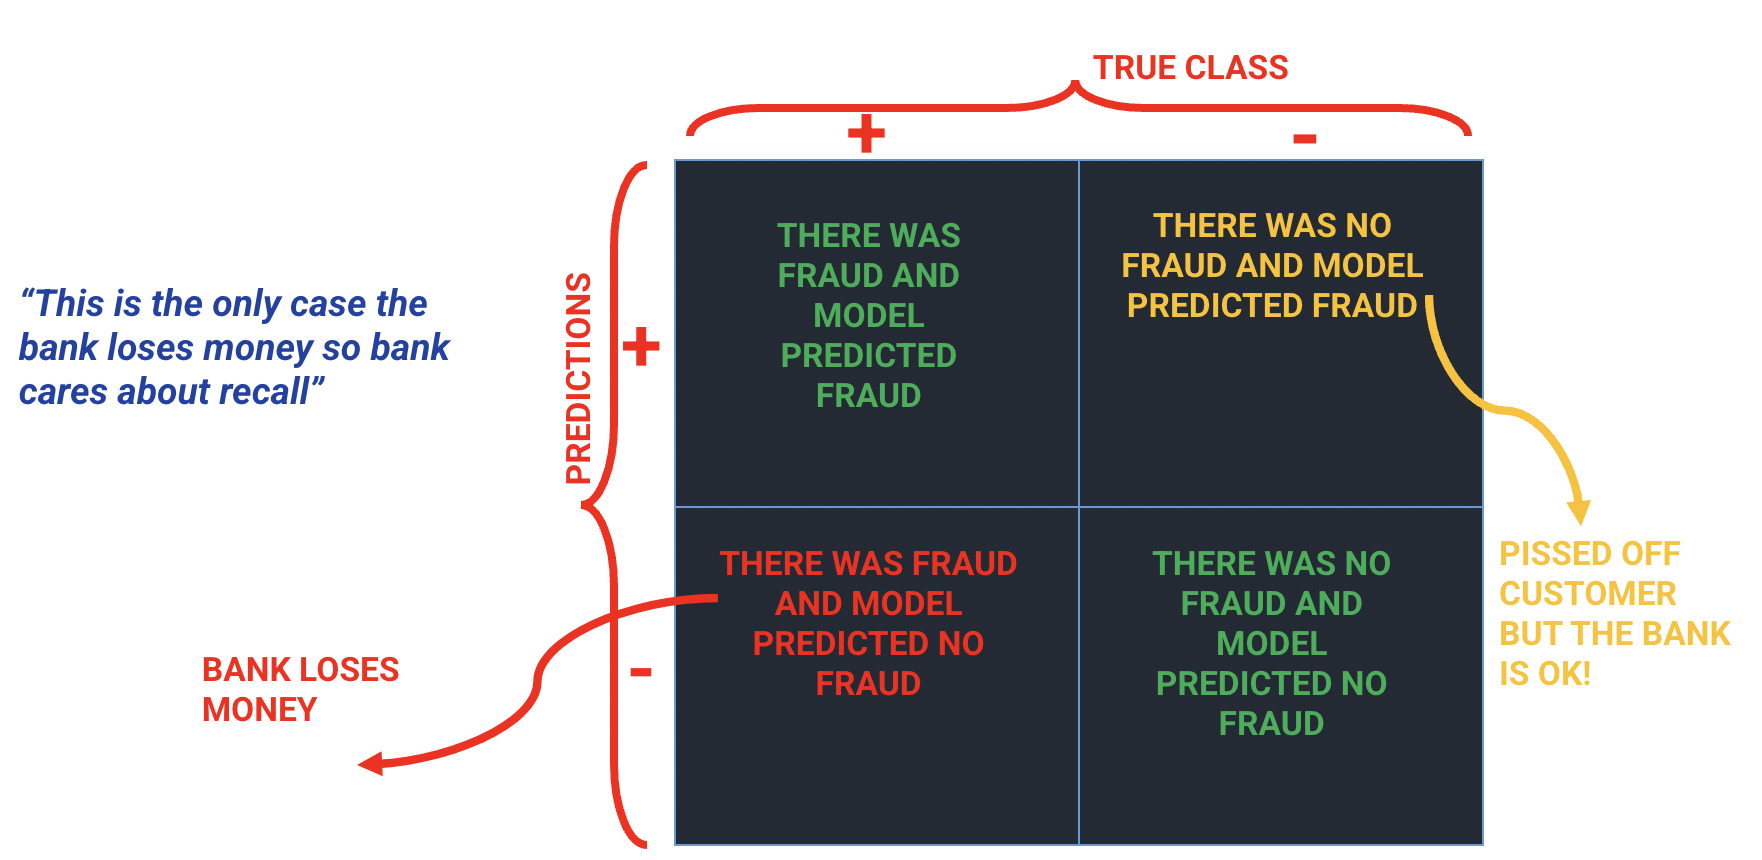 TRUE CLASS
+
-
PREDICTIONS
+
-
THERE WAS
FRAUD AND
MODEL
PREDICTED
FRAUD
THERE WAS NO
FRAUD AND MODEL
PREDICTED FRAUD
“This is the only case the
bank loses money so bank
cares about recall”
THERE WAS FRAUD
AND MODEL
PREDICTED NO
FRAUD
THERE WAS NO
FRAUD AND
MODEL
PREDICTED NO
FRAUD
PISSED OFF
CUSTOMER
BUT THE BANK
IS OK!
BANK LOSES
MONEY